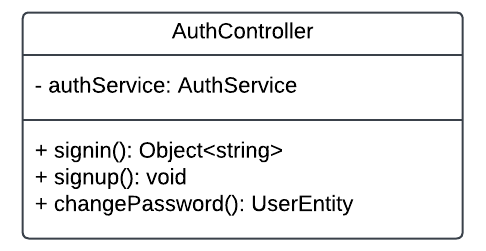 AuthController
- authService: AuthService
+ signin(): Object<string>
+ signup(): void
+ changePassword(): UserEntity